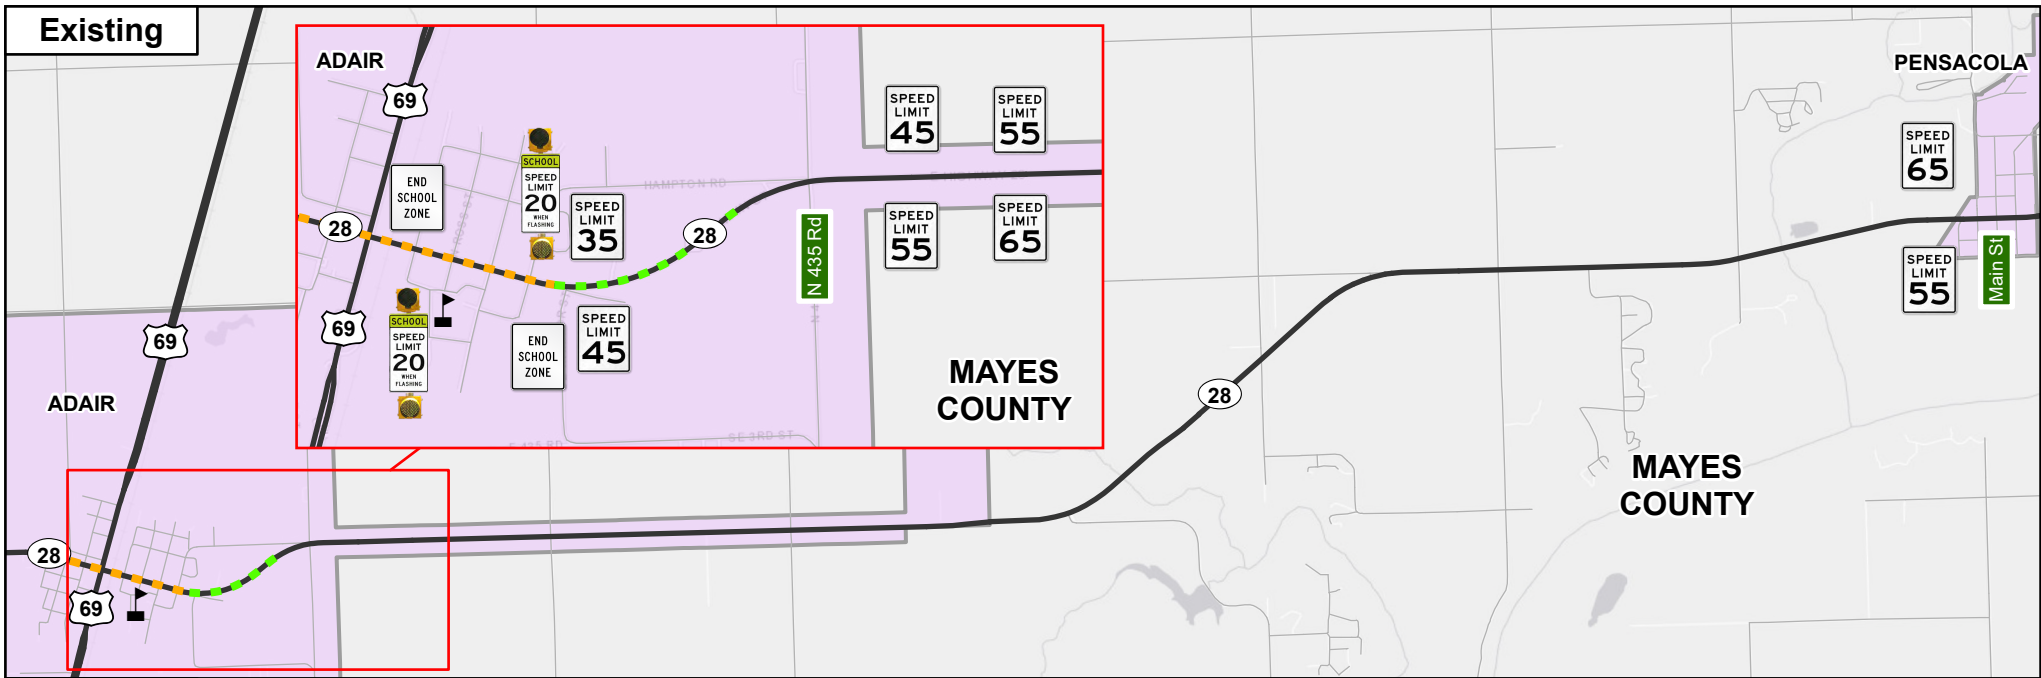 Existing
ADAIR
69
28
END
SCHOOL
ZONE
SCHOOL
SPEED
LIMIT
20
WHEN
FLASHING
SPEED
LIMIT
35
HAMPTON RD
28
N 435 Rd
SPEED
LIMIT
45
SPEED
LIMIT
55
SPEED
LIMIT
55
SPEED
LIMIT
65
69
SCHOOL
SPEED
LIMIT
20
WHEN
FLASHING
END
SCHOOL
ZONE
SPEED
LIMIT
45
MAYES
COUNTY
SE 3RD ST
PENSACOLA
SPEED
LIMIT
65
SPEED
LIMIT
55
Main St
69
ADAIR
28
69
28
MAYES
COUNTY